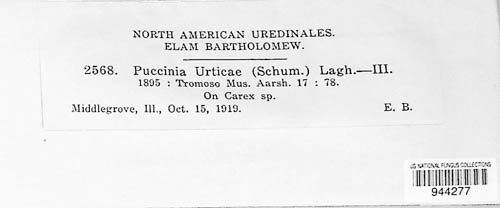 NORTH AMERICAN UREDINALES.
ELAM BARTHOLOMEW.
2568. Puccinia Urticae (Schum.) Lagh.—III.
1895 : Tromoso Mus. Aarsh. 17 : 78.
On Carex sp.
Middlegrove, Ill., Oct. 15, 1919. E. B.
US NATIONAL FUNGUS COLLECTIONS
944277